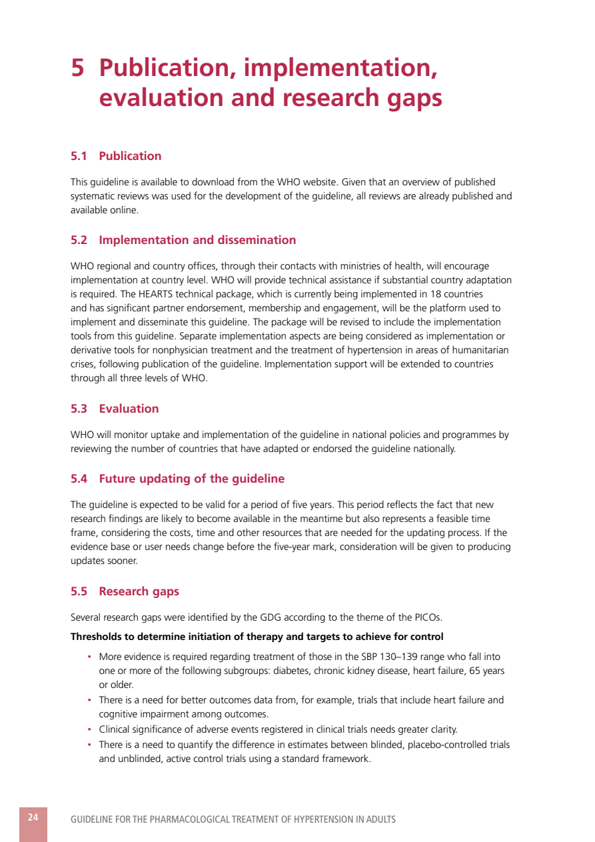 5 Publication, implementation,
evaluation and research gaps
5.1 Publication
This guideline is available to download from the WHO website. Given that an overview of published
systematic reviews was used for the development of the guideline, all reviews are already published and
available online.
5.2 Implementation and dissemination
WHO regional and country offices, through their contacts with ministries of health, will encourage
implementation at country level. WHO will provide technical assistance if substantial country adaptation
is required. The HEARTS technical package, which is currently being implemented in 18 countries
and has significant partner endorsement, membership and engagement, will be the platform used to
implement and disseminate this guideline. The package will be revised to include the implementation
tools from this guideline. Separate implementation aspects are being considered as implementation or
derivative tools for nonphysician treatment and the treatment of hypertension in areas of humanitarian
crises, following publication of the guideline. Implementation support will be extended to countries
through all three levels of WHO.
5.3 Evaluation
WHO will monitor uptake and implementation of the guideline in national policies and programmes by
reviewing the number of countries that have adapted or endorsed the guideline nationally.
5.4 Future updating of the guideline
The guideline is expected to be valid for a period of five years. This period reflects the fact that new
research findings are likely to become available in the meantime but also represents a feasible time
frame, considering the costs, time and other resources that are needed for the updating process. If the
evidence base or user needs change before the five-year mark, consideration will be given to producing
updates sooner.
5.5 Research gaps
Several research gaps were identified by the GDG according to the theme of the PICOs.
Thresholds to determine initiation of therapy and targets to achieve for control
• More evidence is required regarding treatment of those in the SBP 130–139 range who fall into
one or more of the following subgroups: diabetes, chronic kidney disease, heart failure, 65 years
or older.
• There is a need for better outcomes data from, for example, trials that include heart failure and
cognitive impairment among outcomes.
• Clinical significance of adverse events registered in clinical trials needs greater clarity.
• There is a need to quantify the difference in estimates between blinded, placebo-controlled trials
and unblinded, active control trials using a standard framework.
24 GUIDELINE FOR THE PHARMACOLOGICAL TREATMENT OF HYPERTENSION IN ADULTS